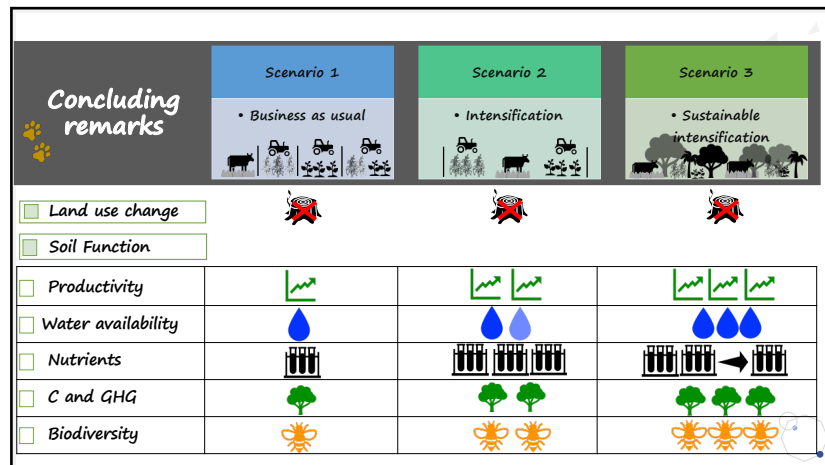 Concluding
remarks
Scenario 1
• Business as usual
Scenario 2
• Intensification
Scenario 3
• Sustainable
intensification
Land use change
Soil Function
Productivity
Water availability
Nutrients
C and GHG
Biodiversity